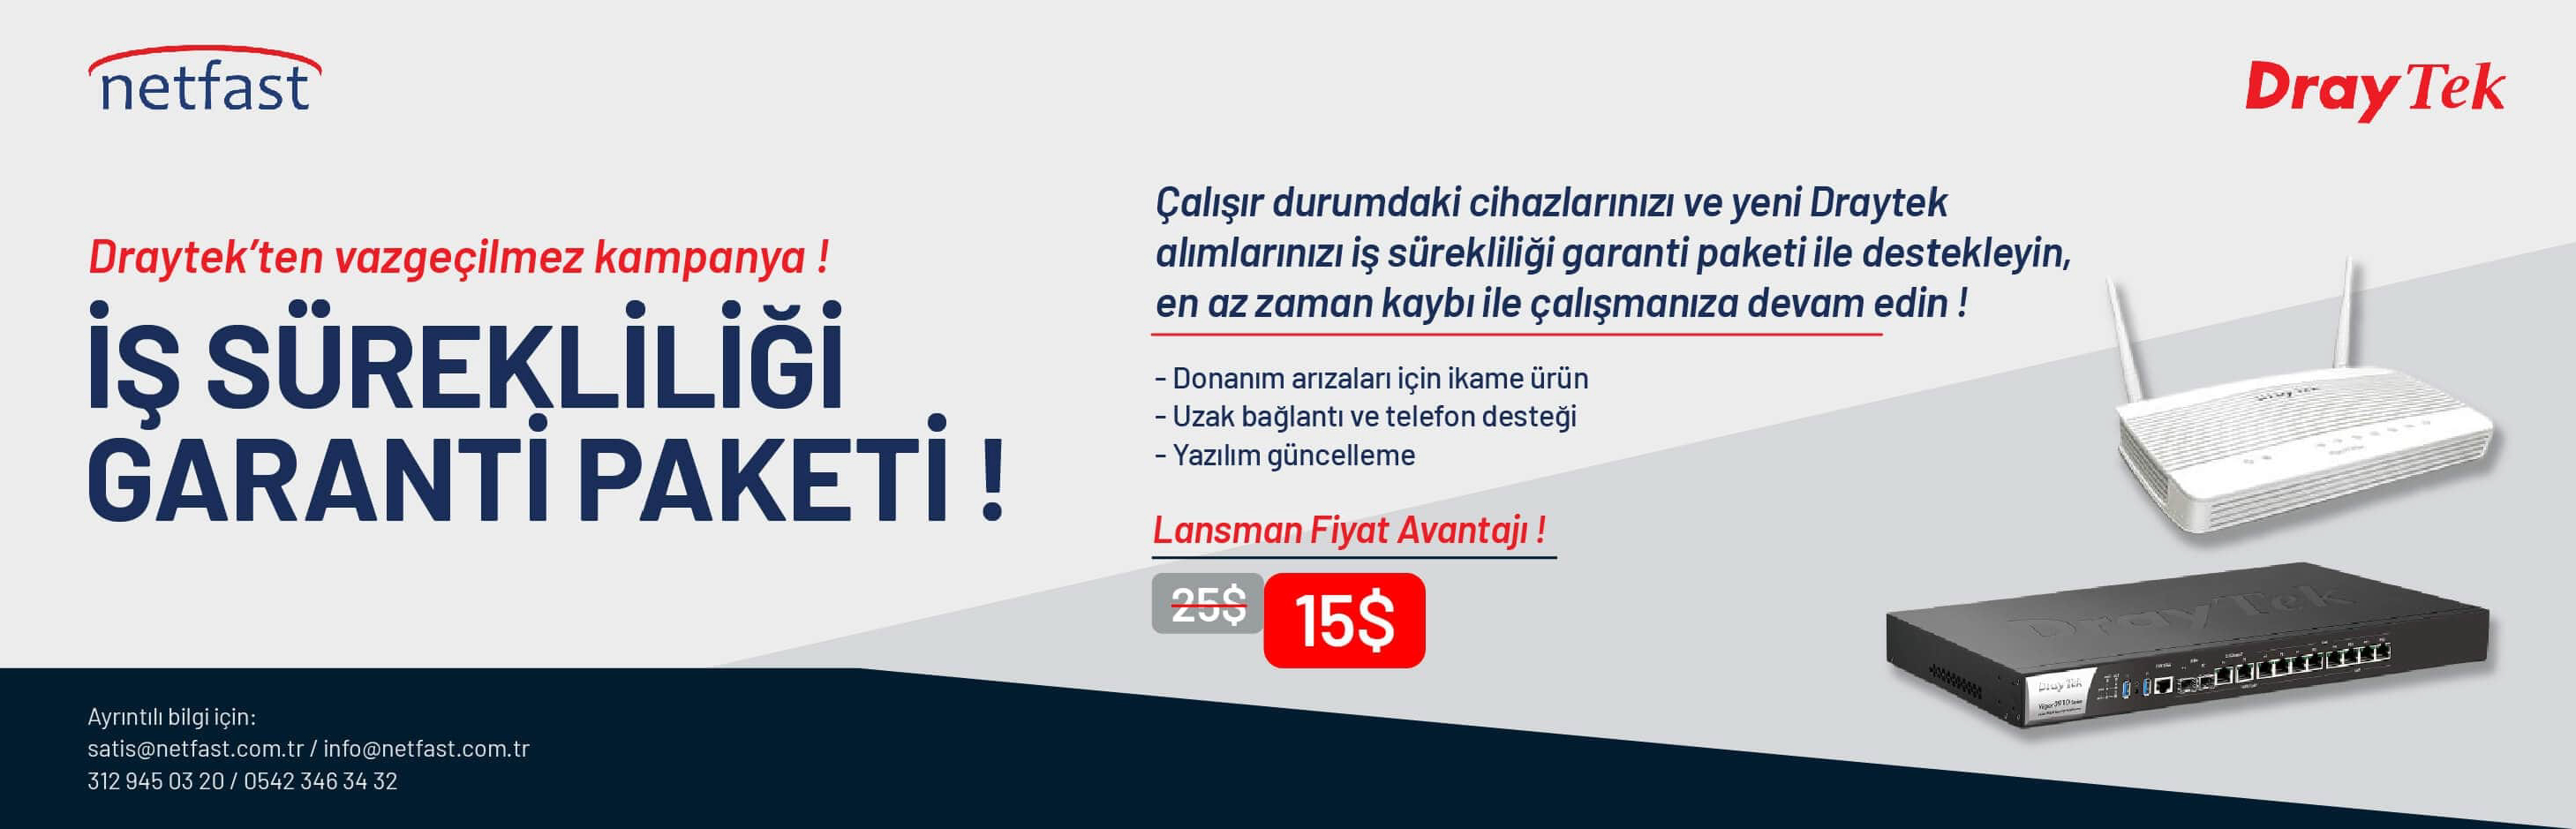 netfast
DrayTek
Draytek’ten vazgeçilmez kampanya !
İŞ SÜREKLİLİĞİ
GARANTİ PAKETİ !
Çalışır durumdaki cihazlarınızı ve yeni Draytek
alımlarınızı iş sürekliliği garanti paketi ile destekleyin,
en az zaman kaybı ile çalışmanıza devam edin !
- Donanım arızaları için ikame ürün
- Uzak bağlantı ve telefon desteği
- Yazılım güncelleme
Lansman Fiyat Avantajı !
25$
15$
DrayTek
DrayTek
DrayTek
Vigor3910
Ayrıntılı bilgi için:
satis@netfast.com.tr / info@netfast.com.tr
312 945 03 20 / 0542 346 34 32